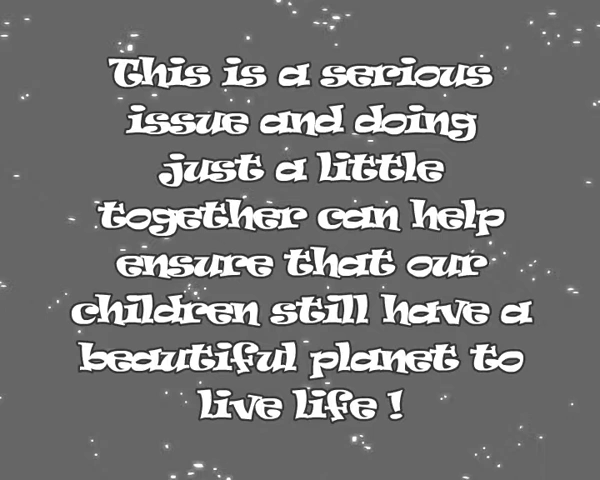 This is a serious
issue and doing
just a little
together can help
ensure that our
children still have a
beautiful planet to
live life !